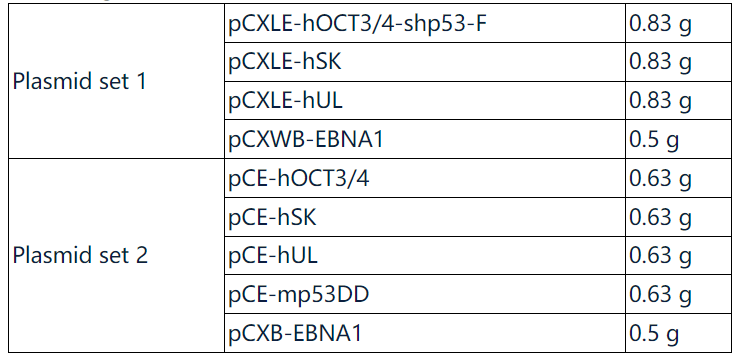 Plasmid set 1
pCXLE-hOCT3/4-shp53-F 0.83 g
pCXLE-hSK 0.83 g
pCXLE-hUL 0.83 g
pCXWB-EBNA1 0.5 g
Plasmid set 2
pCE-hOCT3/4 0.63 g
pCE-hSK 0.63 g
pCE-hUL 0.63 g
pCE-mp53DD 0.63 g
pCXB-EBNA1 0.5 g